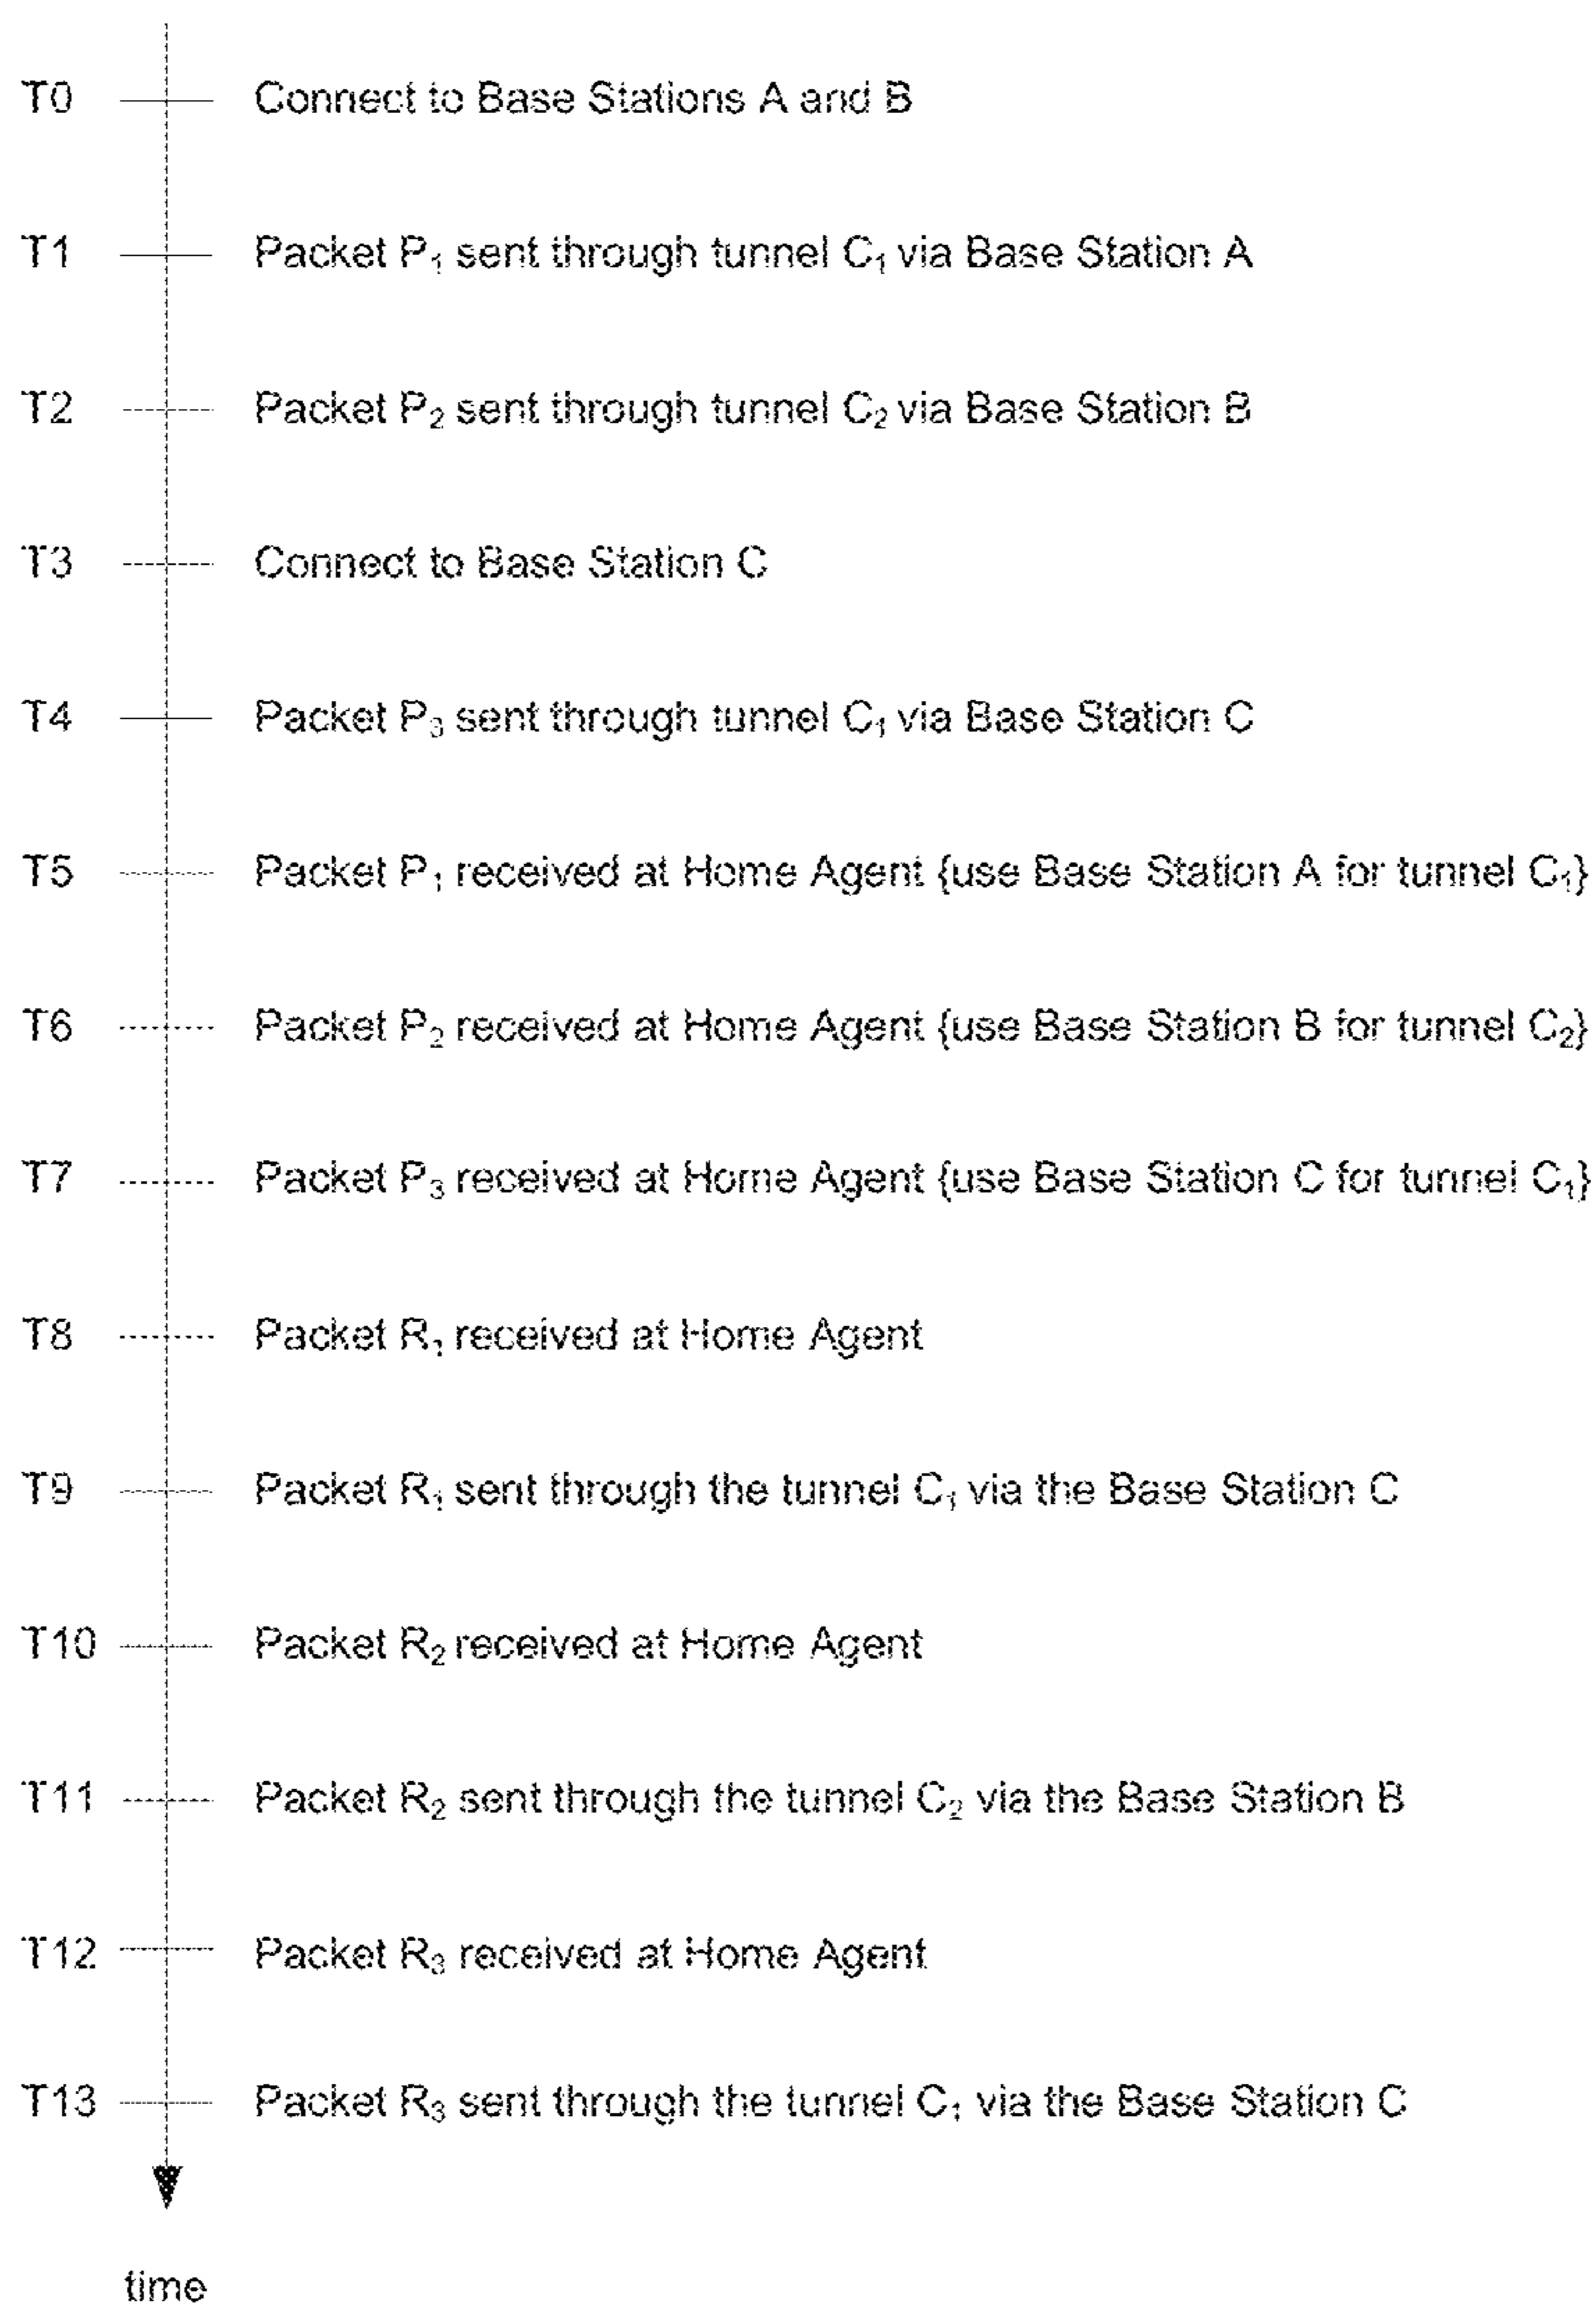 T0 Connect to Base Stations A and B
T1 Packet P₁ sent through tunnel C₁ via Base Station A
T2 Packet P₂ sent through tunnel C₂ via Base Station B
T3 Connect to Base Station C
T4 Packet P₃ sent through tunnel C₁ via Base Station C
T5 Packet P₁ received at Home Agent {use Base Station A for tunnel C₁}
T6 Packet P₂ received at Home Agent {use Base Station B for tunnel C₂}
T7 Packet P₃ received at Home Agent {use Base Station C for tunnel C₁}
T8 Packet R₁ received at Home Agent
T9 Packet R₁ sent through the tunnel C₁ via the Base Station C
T10 Packet R₂ received at Home Agent
T11 Packet R₂ sent through the tunnel C₂ via the Base Station B
T12 Packet R₃ received at Home Agent
T13 Packet R₃ sent through the tunnel C₁ via the Base Station C
time